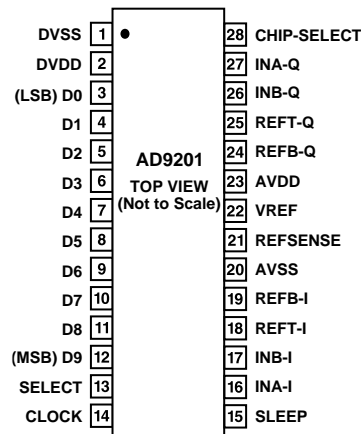 DVSS 1 28 CHIP-SELECT
DVDD 2 27 INA-Q
(LSB) D0 3 26 INB-Q
D1 4 25 REFT-Q
D2 5 24 REFB-Q
D3 6 23 AVDD
D4 7 22 VREF
D5 8 21 REFSENSE
D6 9 20 AVSS
D7 10 19 REFB-I
D8 11 18 REFT-I
(MSB) D9 12 17 INB-I
SELECT 13 16 INA-I
CLOCK 14 15 SLEEP
AD9201
TOP VIEW
(Not to Scale)